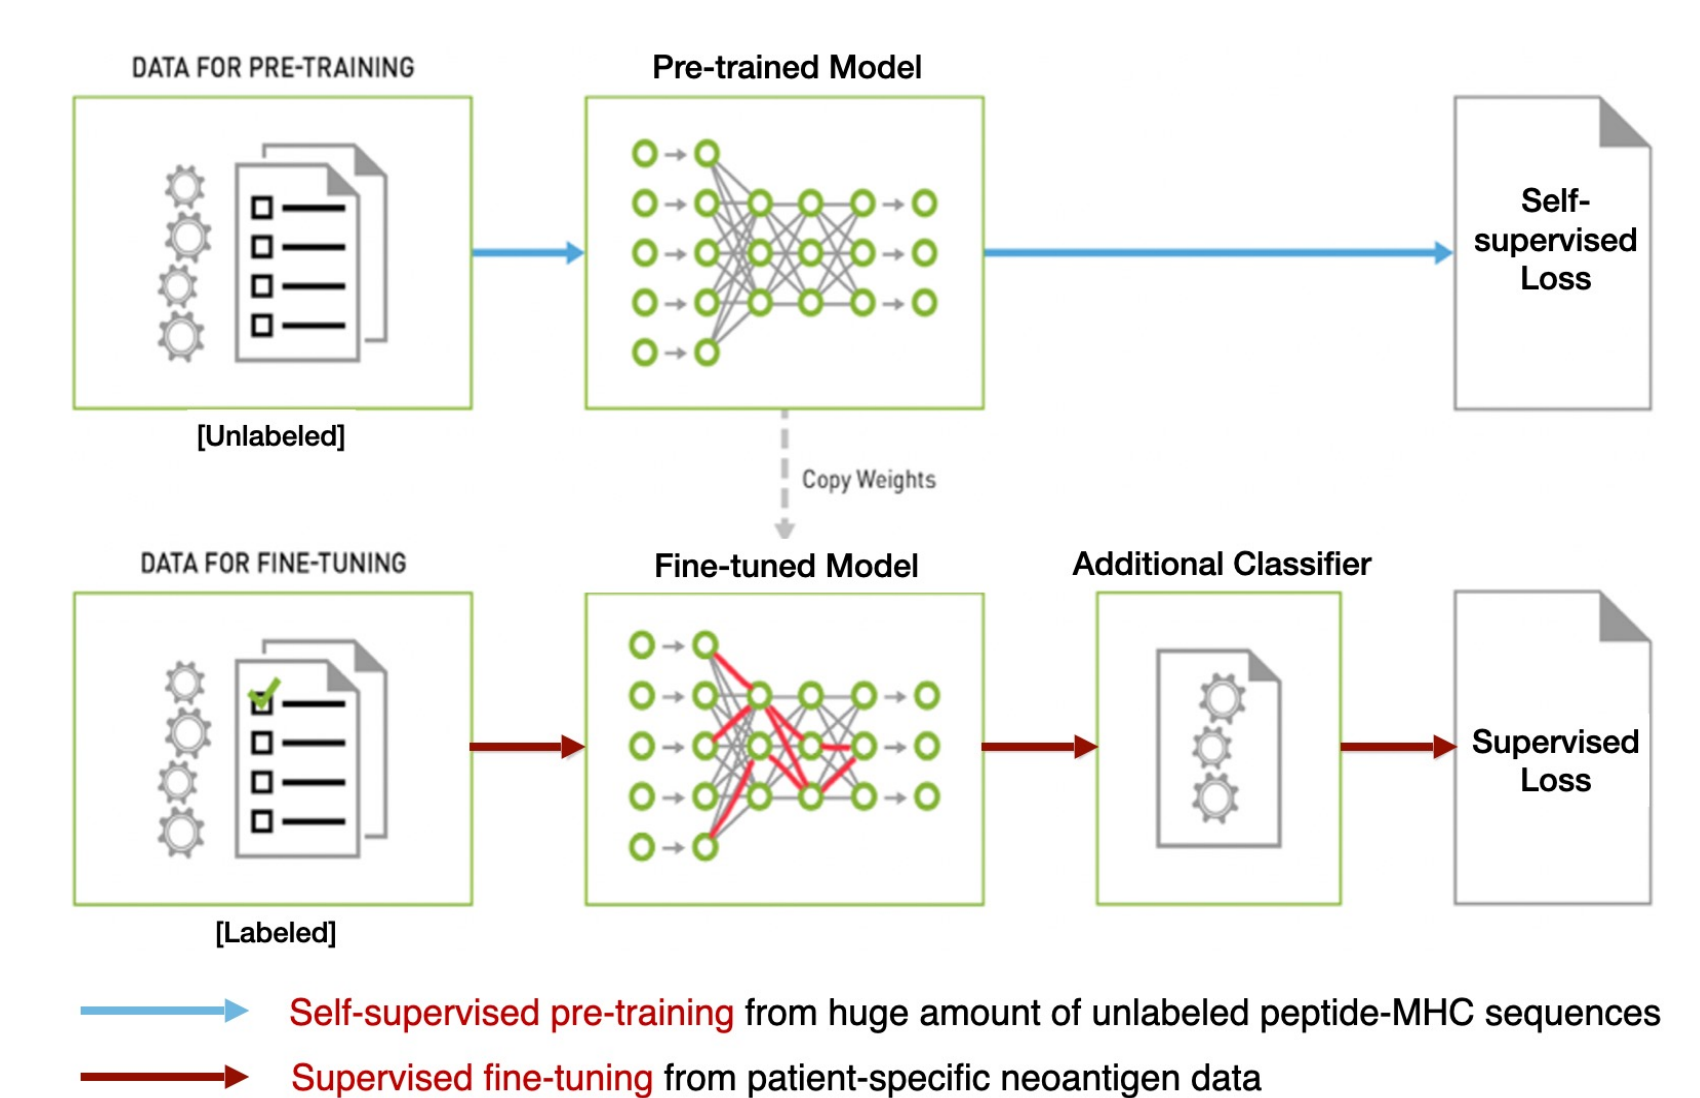 DATA FOR PRE-TRAINING
Pre-trained Model
Self-
supervised
Loss
[Unlabeled]
Copy Weights
DATA FOR FINE-TUNING
Fine-tuned Model
Additional Classifier
Supervised
Loss
[Labeled]
Self-supervised pre-training from huge amount of unlabeled peptide-MHC sequences
Supervised fine-tuning from patient-specific neoantigen data